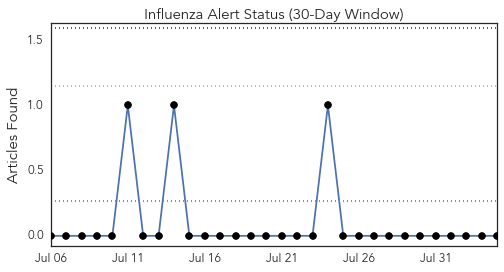 Influenza Alert Status (30-Day Window)
1.5
1.0
0.5
0.0
Articles Found
Jul 06 Jul 11 Jul 16 Jul 21 Jul 26 Jul 31